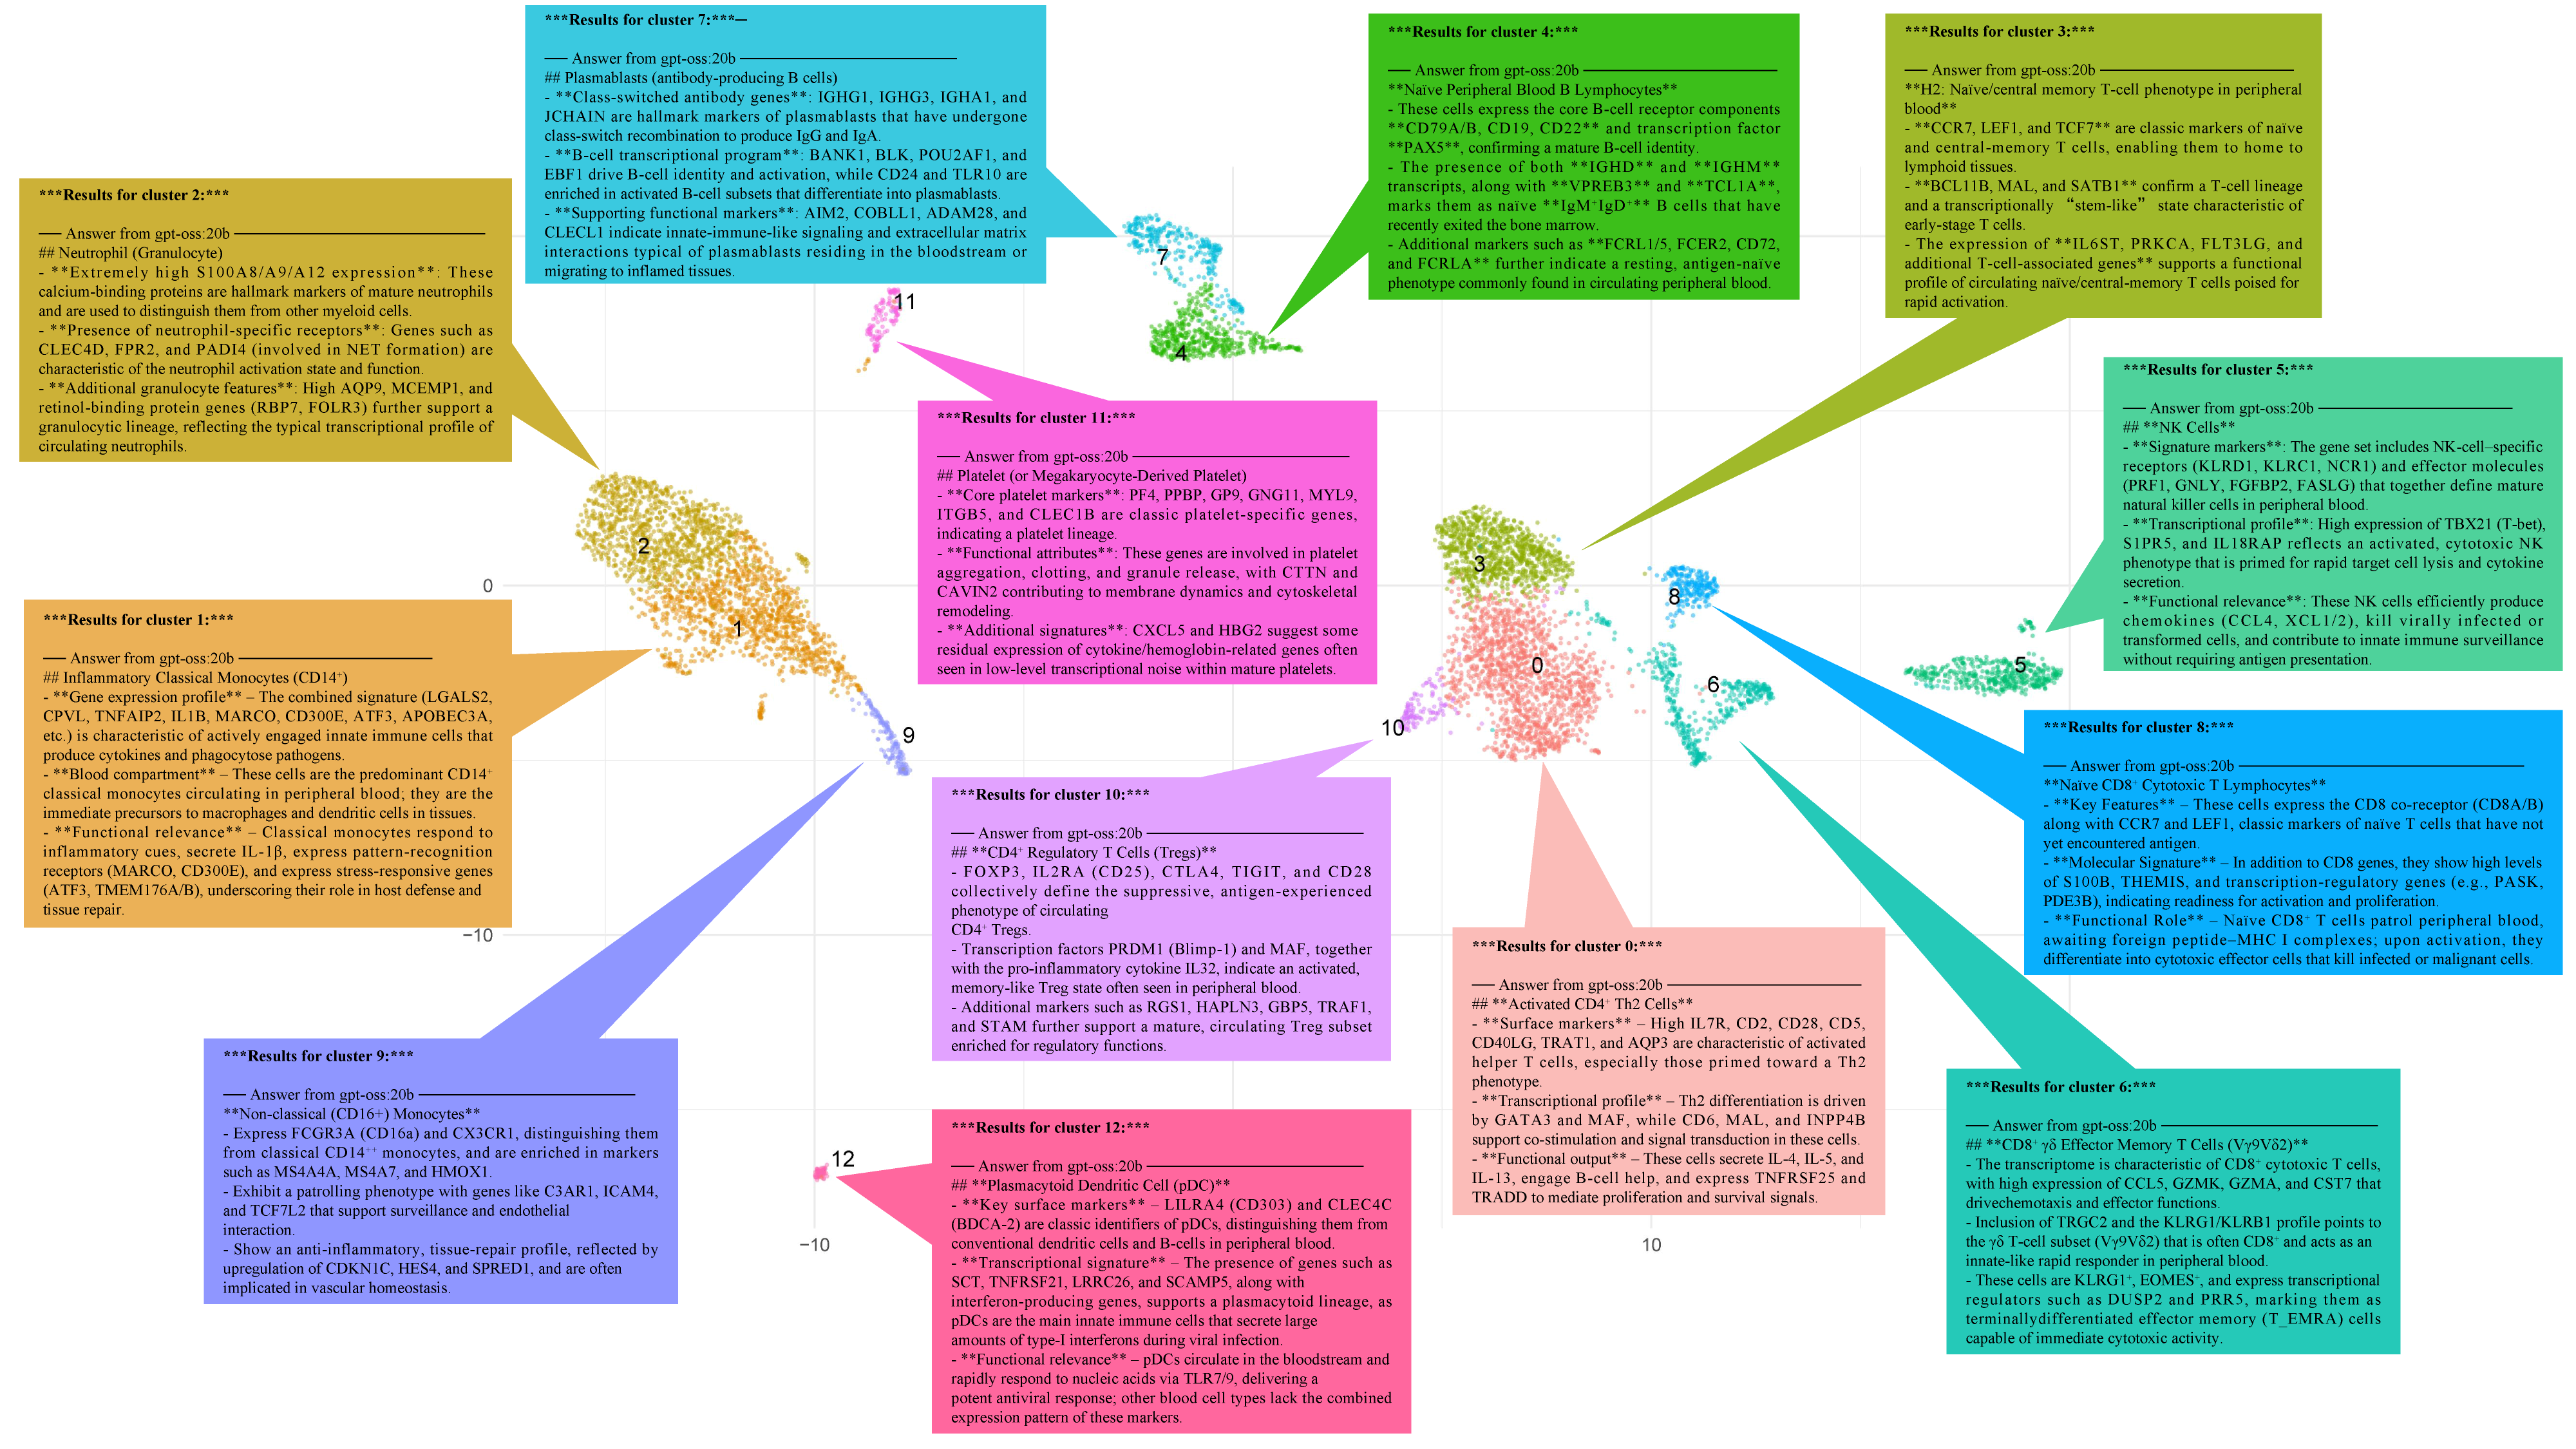 ***Results for cluster 7:***—
— Answer from gpt-oss:20b —
## Plasmablasts (antibody-producing B cells)
- **Class-switched antibody genes**: IGHG1, IGHG3, IGHA1, and
JCHAIN are hallmark markers of plasmablasts that have undergone
class-switch recombination to produce IgG and IgA.
- **B-cell transcriptional program**: BANK1, BLK, POU2AF1, and
EBF1 drive B-cell identity and activation, while CD24 and TLR10 are
enriched in activated B-cell subsets that differentiate into plasmablasts.
- **Supporting functional markers**: AIM2, COBLL1, ADAM28, and
CLECL1 indicate innate-immune-like signaling and extracellular matrix
interactions typical of plasmablasts residing in the bloodstream or
migrating to inflamed tissues.
***Results for cluster 4:***
— Answer from gpt-oss:20b —
**Naïve Peripheral Blood B Lymphocytes**
- These cells express the core B-cell receptor components
**CD79A/B, CD19, CD22** and transcription factor
**PAX5**, confirming a mature B-cell identity.
- The presence of both **IGHD** and **IGHM**
transcripts, along with **VPREB3** and **TCL1A**,
marks them as naïve **IgM⁺IgD⁺** B cells that have
recently exited the bone marrow.
- Additional markers such as **FCRL1/5, FCER2, CD72,
and FCRLA** further indicate a resting, antigen-naïve
phenotype commonly found in circulating peripheral blood.
***Results for cluster 3:***
— Answer from gpt-oss:20b —
**H2: Naïve/central memory T-cell phenotype in peripheral
blood**
- **CCR7, LEF1, and TCF7** are classic markers of naïve
and central-memory T cells, enabling them to home to
lymphoid tissues.
- **BCL11B, MAL, and SATB1** confirm a T-cell lineage
and a transcriptionally “stem-like” state characteristic of
early-stage T cells.
- The expression of **IL6ST, PRKCA, FLT3LG, and
additional T-cell-associated genes** supports a functional
profile of circulating naïve/central-memory T cells poised for
rapid activation.
***Results for cluster 2:***
— Answer from gpt-oss:20b —
## Neutrophil (Granulocyte)
- **Extremely high S100A8/A9/A12 expression**: These
calcium-binding proteins are hallmark markers of mature neutrophils
and are used to distinguish them from other myeloid cells.
- **Presence of neutrophil-specific receptors**: Genes such as
CLEC4D, FPR2, and PADI4 (involved in NET formation) are
characteristic of the neutrophil activation state and function.
- **Additional granulocyte features**: High AQP9, MCEMP1, and
retinol-binding protein genes (RBP7, FOLR3) further support a
granulocytic lineage, reflecting the typical transcriptional profile of
circulating neutrophils.
7
11
4
***Results for cluster 11:***
— Answer from gpt-oss:20b —
## Platelet (or Megakaryocyte-Derived Platelet)
- **Core platelet markers**: PF4, PPBP, GP9, GNG11, MYL9,
ITGB5, and CLEC1B are classic platelet-specific genes,
indicating a platelet lineage.
- **Functional attributes**: These genes are involved in platelet
aggregation, clotting, and granule release, with CTTN and
CAVIN2 contributing to membrane dynamics and cytoskeletal
remodeling.
- **Additional signatures**: CXCL5 and HBG2 suggest some
residual expression of cytokine/hemoglobin-related genes often
seen in low-level transcriptional noise within mature platelets.
***Results for cluster 5:***
— Answer from gpt-oss:20b —
## **NK Cells**
- **Signature markers**: The gene set includes NK-cell–specific
receptors (KLRD1, KLRC1, NCR1) and effector molecules
(PRF1, GNLY, FGFBP2, FASLG) that together define mature
natural killer cells in peripheral blood.
- **Transcriptional profile**: High expression of TBX21 (T-bet),
S1PR5, and IL18RAP reflects an activated, cytotoxic NK
phenotype that is primed for rapid target cell lysis and cytokine
secretion.
- **Functional relevance**: These NK cells efficiently produce
chemokines (CCL4, XCL1/2), kill virally infected or
transformed cells, and contribute to innate immune surveillance
without requiring antigen presentation.
2
3
0
8
1
0
5
6
9
10
***Results for cluster 1:***
— Answer from gpt-oss:20b —
## Inflammatory Classical Monocytes (CD14⁺)
- **Gene expression profile** – The combined signature (LGALS2,
CPVL, TNFAIP2, IL1B, MARCO, CD300E, ATF3, APOBEC3A,
etc.) is characteristic of actively engaged innate immune cells that
produce cytokines and phagocytose pathogens.
- **Blood compartment** – These cells are the predominant CD14⁺
classical monocytes circulating in peripheral blood; they are the
immediate precursors to macrophages and dendritic cells in tissues.
- **Functional relevance** – Classical monocytes respond to
inflammatory cues, secrete IL-1β, express pattern-recognition
receptors (MARCO, CD300E), and express stress-responsive genes
(ATF3, TMEM176A/B), underscoring their role in host defense and
tissue repair.
***Results for cluster 8:***
— Answer from gpt-oss:20b —
**Naïve CD8⁺ Cytotoxic T Lymphocytes**
- **Key Features** – These cells express the CD8 co-receptor (CD8A/B)
along with CCR7 and LEF1, classic markers of naïve T cells that have not
yet encountered antigen.
- **Molecular Signature** – In addition to CD8 genes, they show high levels
of S100B, THEMIS, and transcription-regulatory genes (e.g., PASK,
PDE3B), indicating readiness for activation and proliferation.
- **Functional Role** – Naïve CD8⁺ T cells patrol peripheral blood,
awaiting foreign peptide–MHC I complexes; upon activation, they
differentiate into cytotoxic effector cells that kill infected or malignant cells.
***Results for cluster 10:***
— Answer from gpt-oss:20b —
## **CD4⁺ Regulatory T Cells (Tregs)**
- FOXP3, IL2RA (CD25), CTLA4, TIGIT, and CD28
collectively define the suppressive, antigen-experienced
phenotype of circulating
CD4⁺ Tregs.
- Transcription factors PRDM1 (Blimp-1) and MAF, together
with the pro-inflammatory cytokine IL32, indicate an activated,
memory-like Treg state often seen in peripheral blood.
- Additional markers such as RGS1, HAPLN3, GBP5, TRAF1,
and STAM further support a mature, circulating Treg subset
enriched for regulatory functions.
−10
***Results for cluster 0:***
— Answer from gpt-oss:20b —
## **Activated CD4⁺ Th2 Cells**
- **Surface markers** – High IL7R, CD2, CD28, CD5,
CD40LG, TRAT1, and AQP3 are characteristic of activated
helper T cells, especially those primed toward a Th2
phenotype.
- **Transcriptional profile** – Th2 differentiation is driven
by GATA3 and MAF, while CD6, MAL, and INPP4B
support co-stimulation and signal transduction in these cells.
- **Functional output** – These cells secrete IL-4, IL-5, and
IL-13, engage B-cell help, and express TNFRSF25 and
TRADD to mediate proliferation and survival signals.
***Results for cluster 9:***
— Answer from gpt-oss:20b —
**Non-classical (CD16+) Monocytes**
- Express FCGR3A (CD16a) and CX3CR1, distinguishing them
from classical CD14⁺⁺ monocytes, and are enriched in markers
such as MS4A4A, MS4A7, and HMOX1.
- Exhibit a patrolling phenotype with genes like C3AR1, ICAM4,
and TCF7L2 that support surveillance and endothelial
interaction.
- Show an anti-inflammatory, tissue-repair profile, reflected by
upregulation of CDKN1C, HES4, and SPRED1, and are often
implicated in vascular homeostasis.
***Results for cluster 6:***
— Answer from gpt-oss:20b —
## **CD8⁺ γδ Effector Memory T Cells (Vγ9Vδ2)**
- The transcriptome is characteristic of CD8⁺ cytotoxic T cells,
with high expression of CCL5, GZMK, GZMA, and CST7 that
drivechemotaxis and effector functions.
- Inclusion of TRGC2 and the KLRG1/KLRB1 profile points to
the γδ T-cell subset (Vγ9Vδ2) that is often CD8⁺ and acts as an
innate-like rapid responder in peripheral blood.
- These cells are KLRG1⁺, EOMES⁺, and express transcriptional
regulators such as DUSP2 and PRR5, marking them as
terminallydifferentiated effector memory (T_EMRA) cells
capable of immediate cytotoxic activity.
12
***Results for cluster 12:***
— Answer from gpt-oss:20b —
## **Plasmacytoid Dendritic Cell (pDC)**
- **Key surface markers** – LILRA4 (CD303) and CLEC4C
(BDCA-2) are classic identifiers of pDCs, distinguishing them from
conventional dendritic cells and B-cells in peripheral blood.
- **Transcriptional signature** – The presence of genes such as
SCT, TNFRSF21, LRRC26, and SCAMP5, along with
interferon-producing genes, supports a plasmacytoid lineage, as
pDCs are the main innate immune cells that secrete large
amounts of type-I interferons during viral infection.
- **Functional relevance** – pDCs circulate in the bloodstream and
rapidly respond to nucleic acids via TLR7/9, delivering a
potent antiviral response; other blood cell types lack the combined
expression pattern of these markers.
−10
10